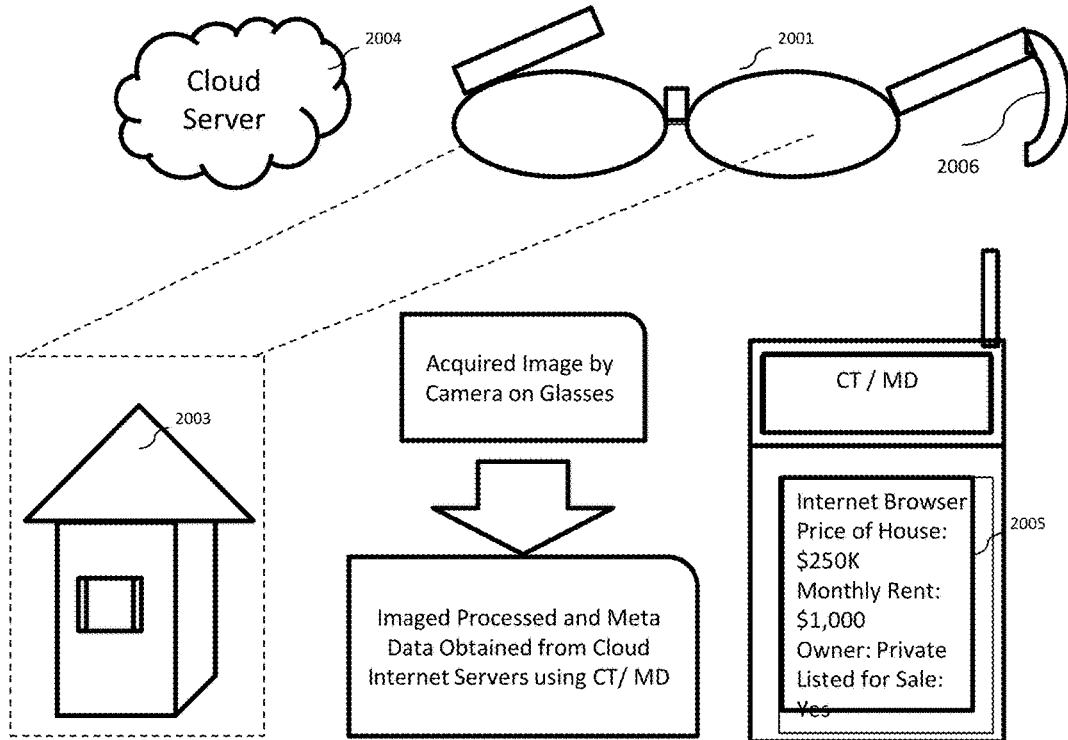 2004
Cloud
Server
2001
2006
2003
Acquired Image by
Camera on Glasses
Imaged Processed and Meta
Data Obtained from Cloud
Internet Servers using CT/ MD
CT / MD
Internet Browser
Price of House:
$250K
Monthly Rent:
$1,000
Owner: Private
Listed for Sale:
Yes
2005